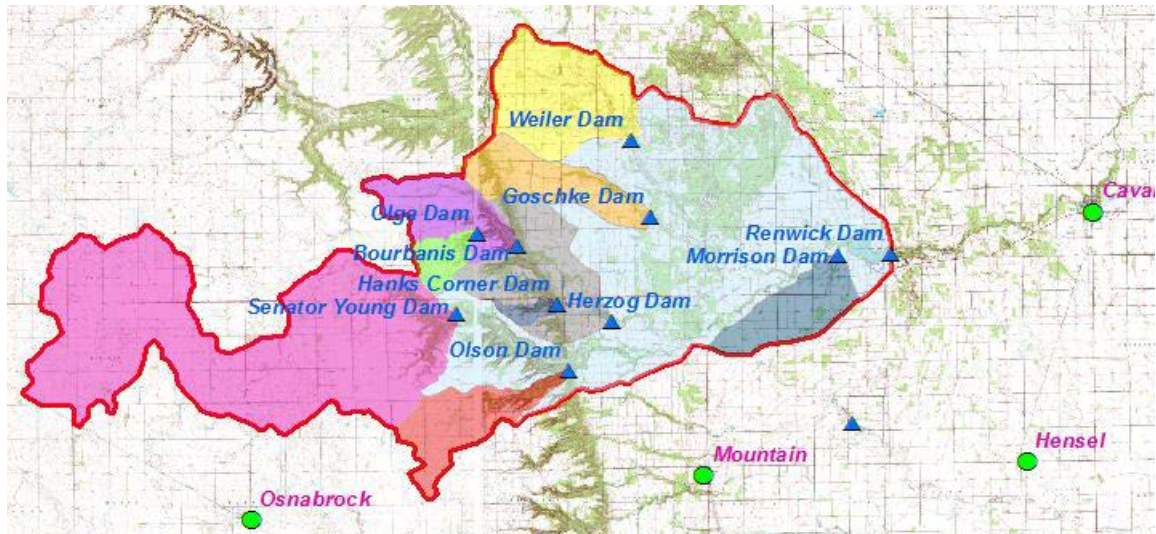 Weiler Dam
Goschke Dam
Caval
Olga Dam
Renwick Dam
Bourbanis Dam
Morrison Dam
Hanks Corner Dam
Herzog Dam
Senator Young Dam
Olson Dam
Mountain
Hensel
Osnabrock